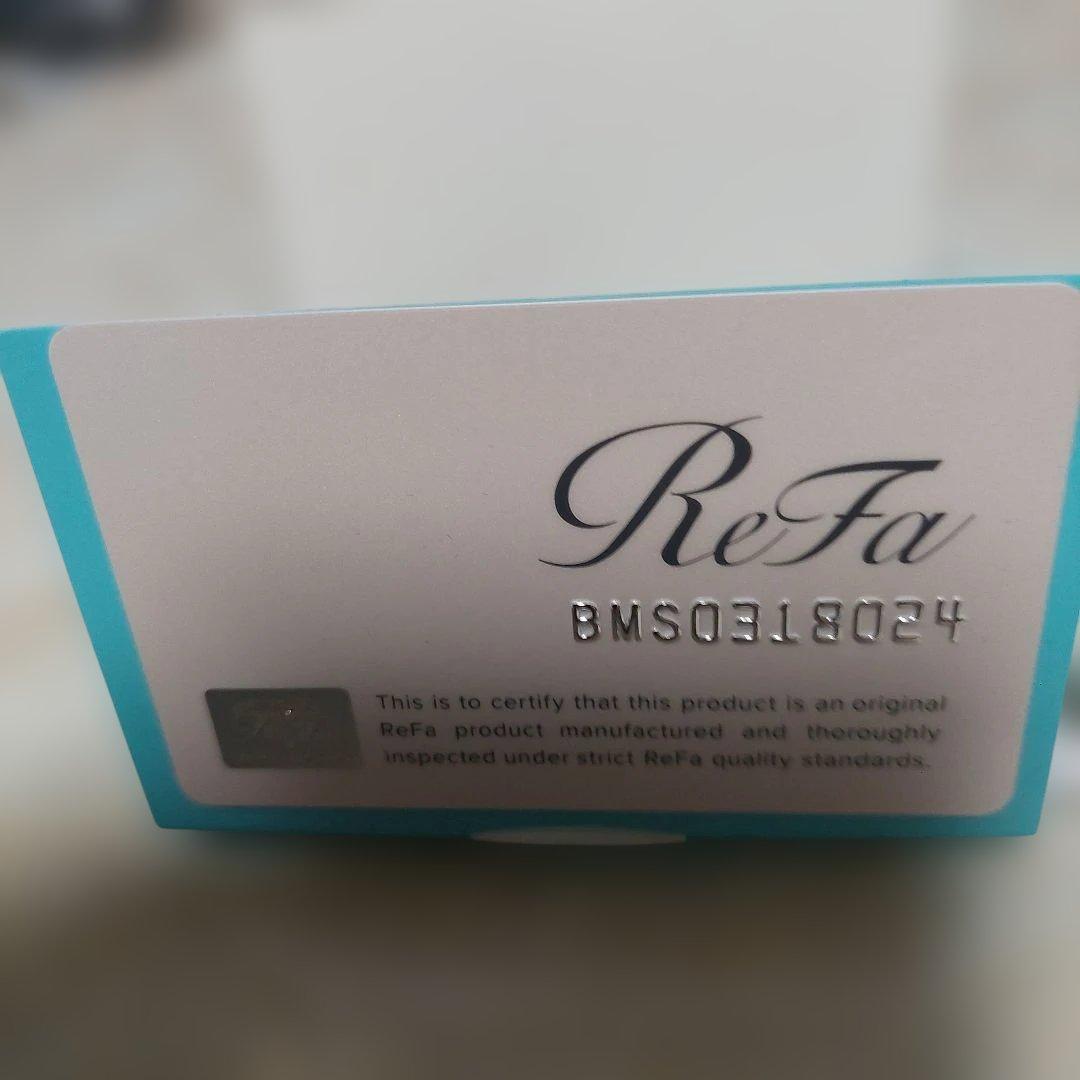 ReFa
BMS0318024
This is to certify that this product is an original
ReFa product manufactured and thoroughly
inspected under strict ReFa quality standards.